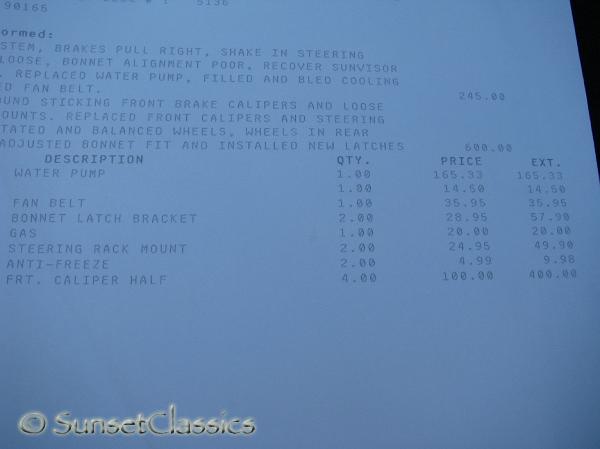 90165 5136
ormed:
STEM, BRAKES PULL RIGHT, SHAKE IN STEERING
LOOSE, BONNET ALIGNMENT POOR, RECOVER SUNVISOR
. REPLACED WATER PUMP, FILLED AND BLED COOLING
ED FAN BELT. 245.00
OUND STICKING FRONT BRAKE CALIPERS AND LOOSE
OUNTS. REPLACED FRONT CALIPERS AND STEERING
TATED AND BALANCED WHEELS, WHEELS IN REAR
ADJUSTED BONNET FIT AND INSTALLED NEW LATCHES 600.00
DESCRIPTION QTY. PRICE EXT.
WATER PUMP 1.00 165.33 165.33
1.00 14.50 14.50
FAN BELT 1.00 35.95 35.95
BONNET LATCH BRACKET 2.00 28.95 57.90
GAS 1.00 20.00 20.00
STEERING RACK MOUNT 2.00 24.95 49.90
ANTI-FREEZE 2.00 4.99 9.98
FRT. CALIPER HALF 4.00 100.00 400.00
© SunsetClassics